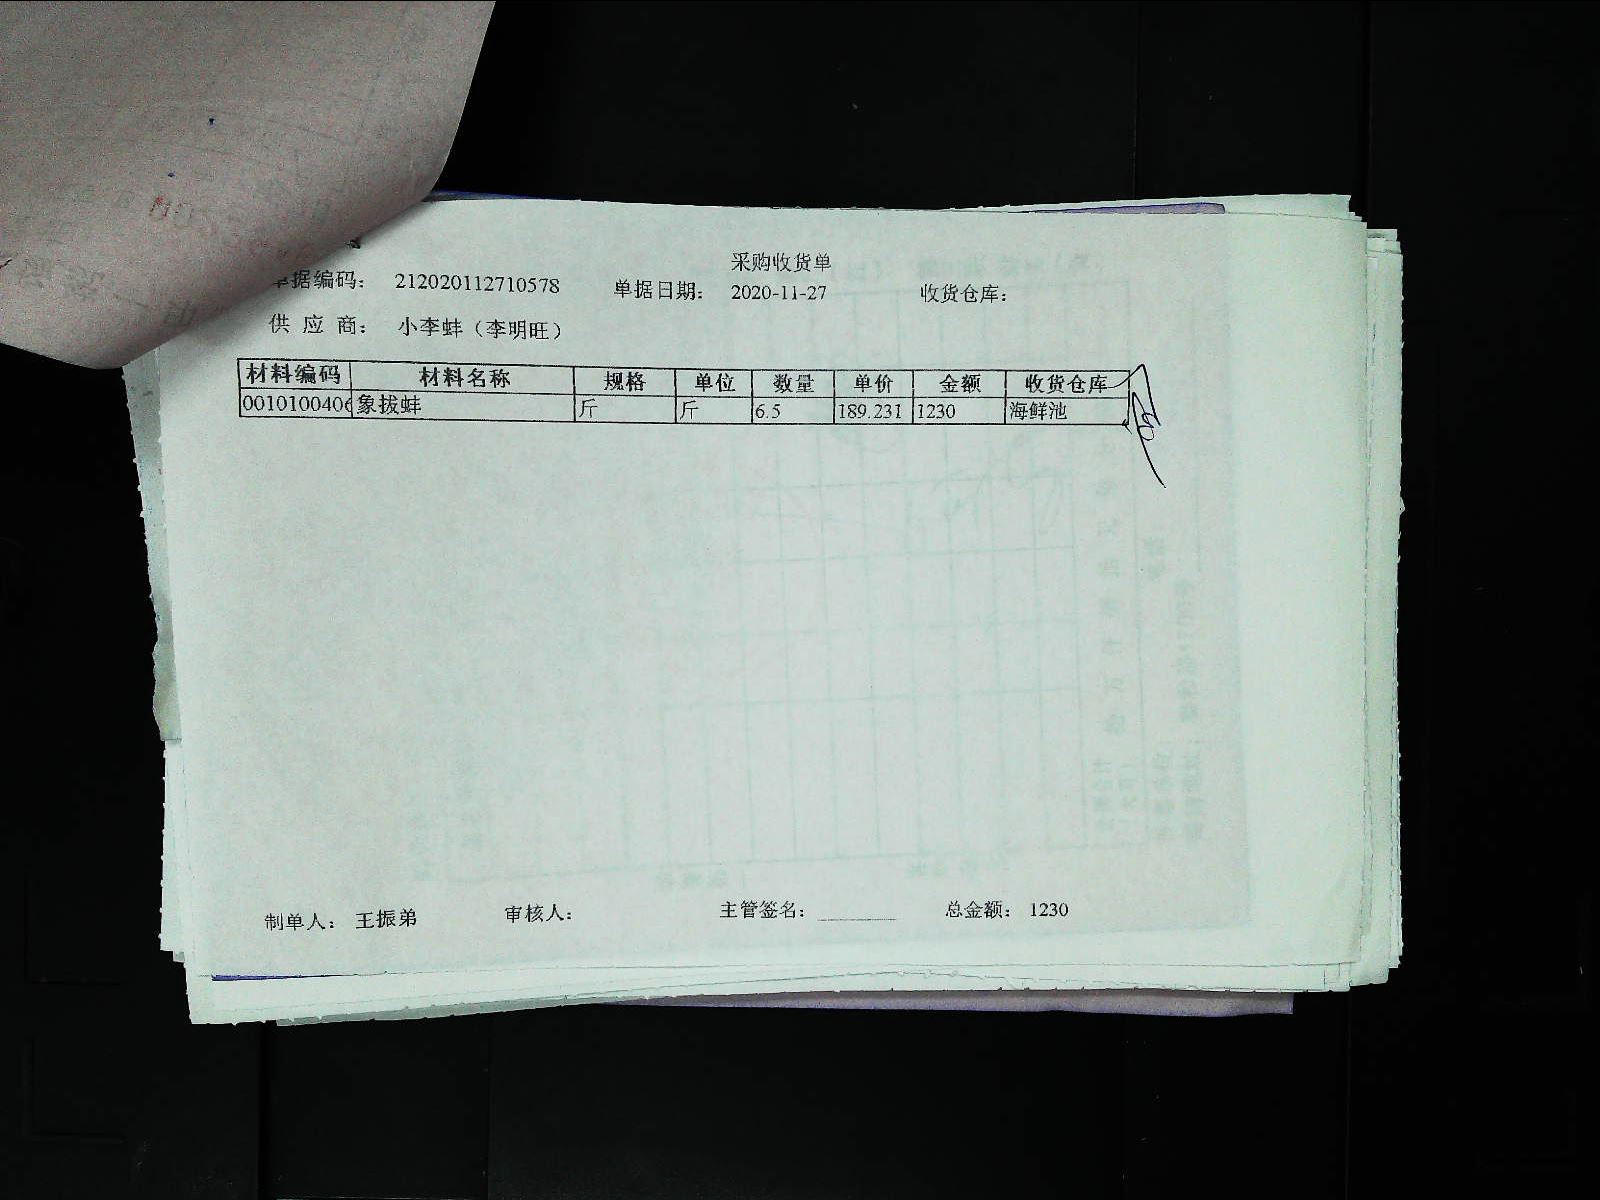 采购收货单
单据编码： 212020112710578 单据日期： 2020-11-27 收货仓库：
供 应 商： 小李蚌（李明旺）
材料编码 材料名称 规格 单位 数量 单价 金额 收货仓库
0010100406 象拔蚌 斤 斤 6.5 189.231 1230 海鲜池
制单人： 王振弟 审核人： 主管签名：________ 总金额： 1230